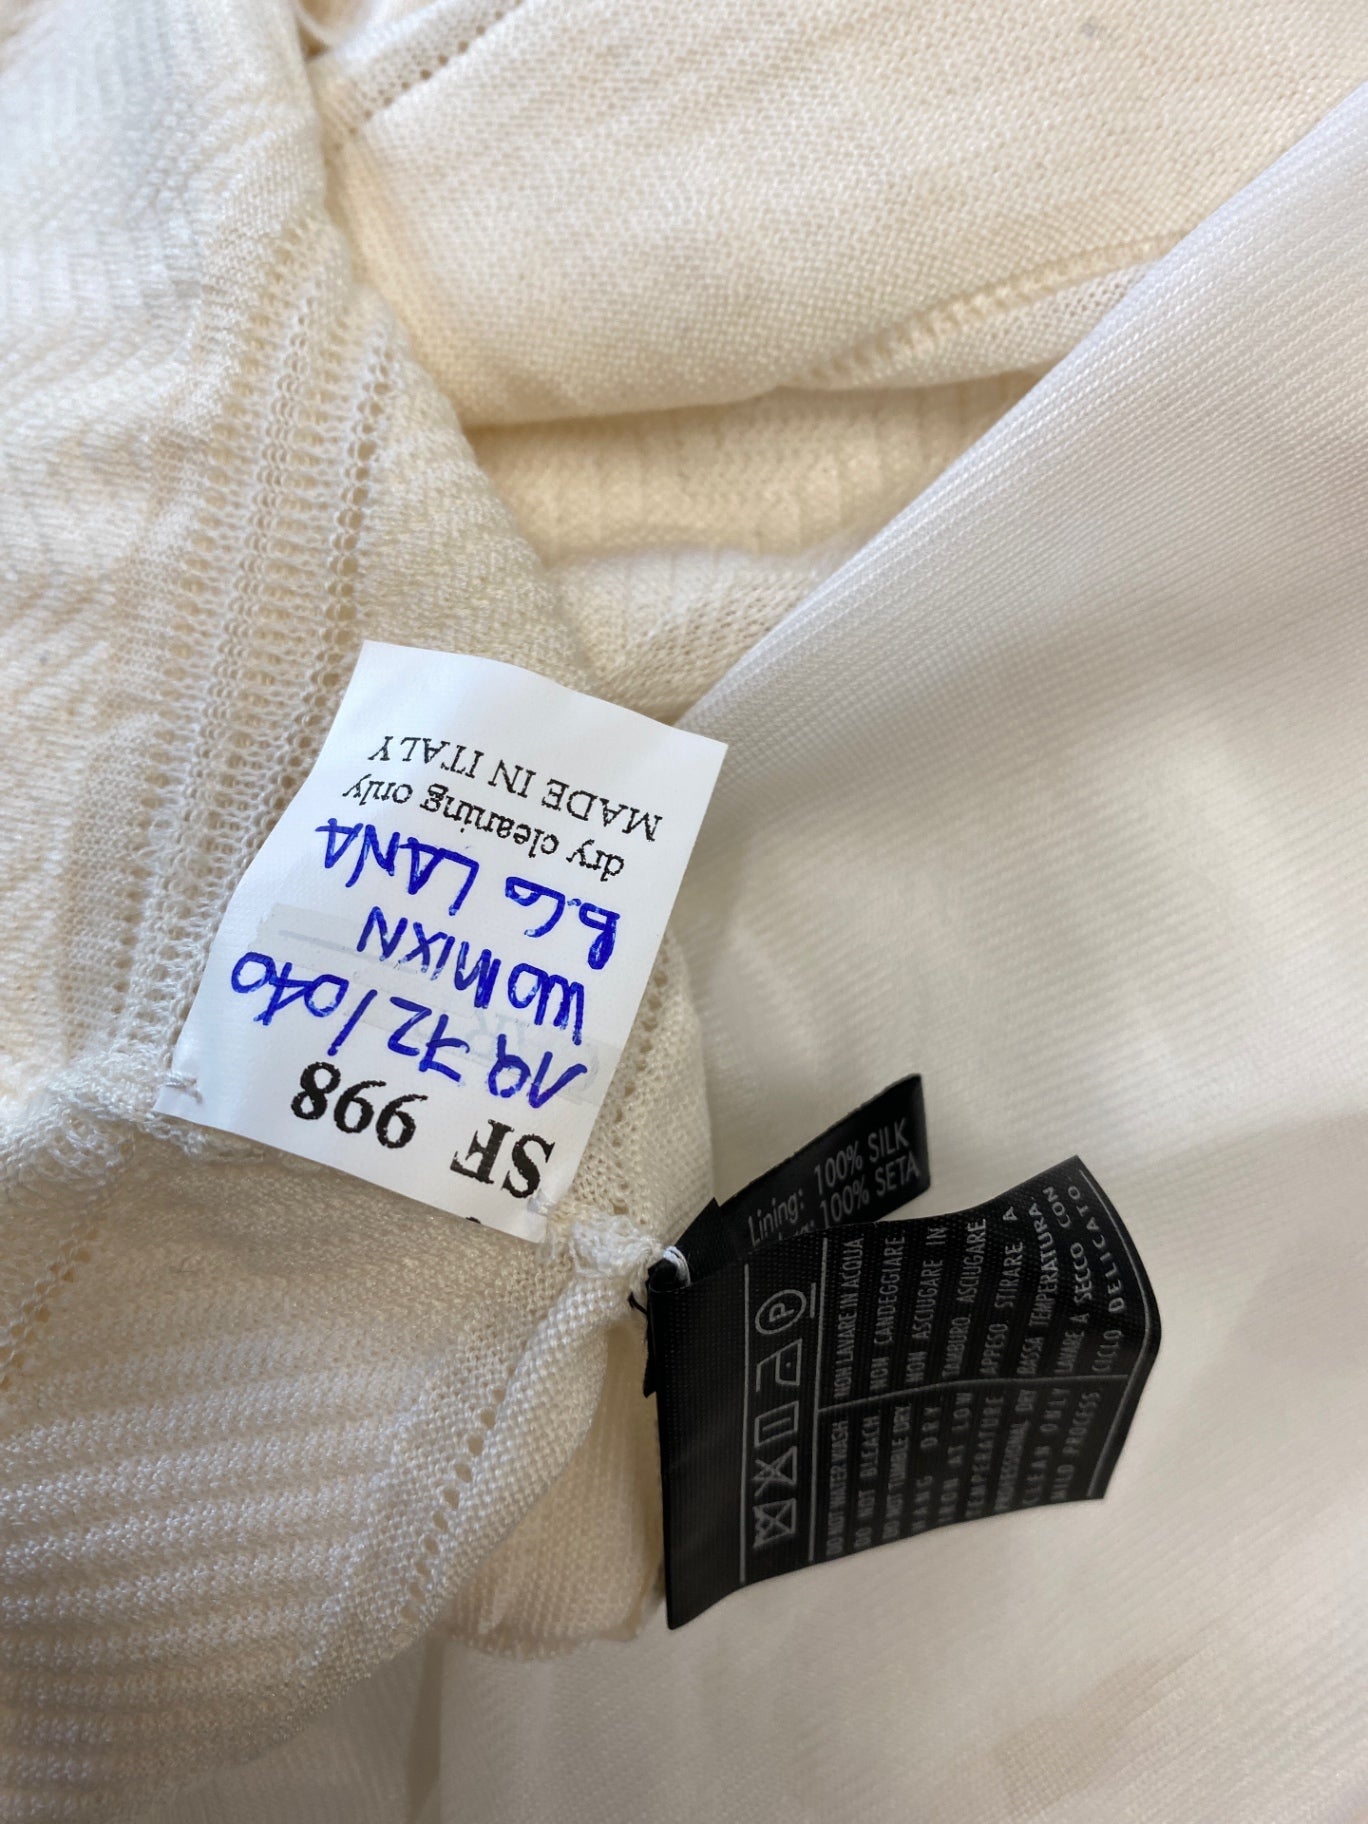 SF 998
1Q72/040
WOMIXN
B.CO LANA
dry cleaning only
MADE IN ITALY
Lining: 100% SILK
100% SETA
NON LAVARE IN ACQUA
NON CANDEGGIARE
NON ASCIUGARE IN
TAMBURO ASCIUGARE
APPESO STIRARE A
BASSA TEMPERATURA
LAVARE A SECCO CON
CICLO DELICATO
DO NOT WATER WASH
DO NOT BLEACH
DO NOT TUMBLE DRY
HANG DRY
IRON AT LOW
TEMPERATURE
PROFESSIONAL DRY
CLEAN ONLY
MILD PROCESS
P